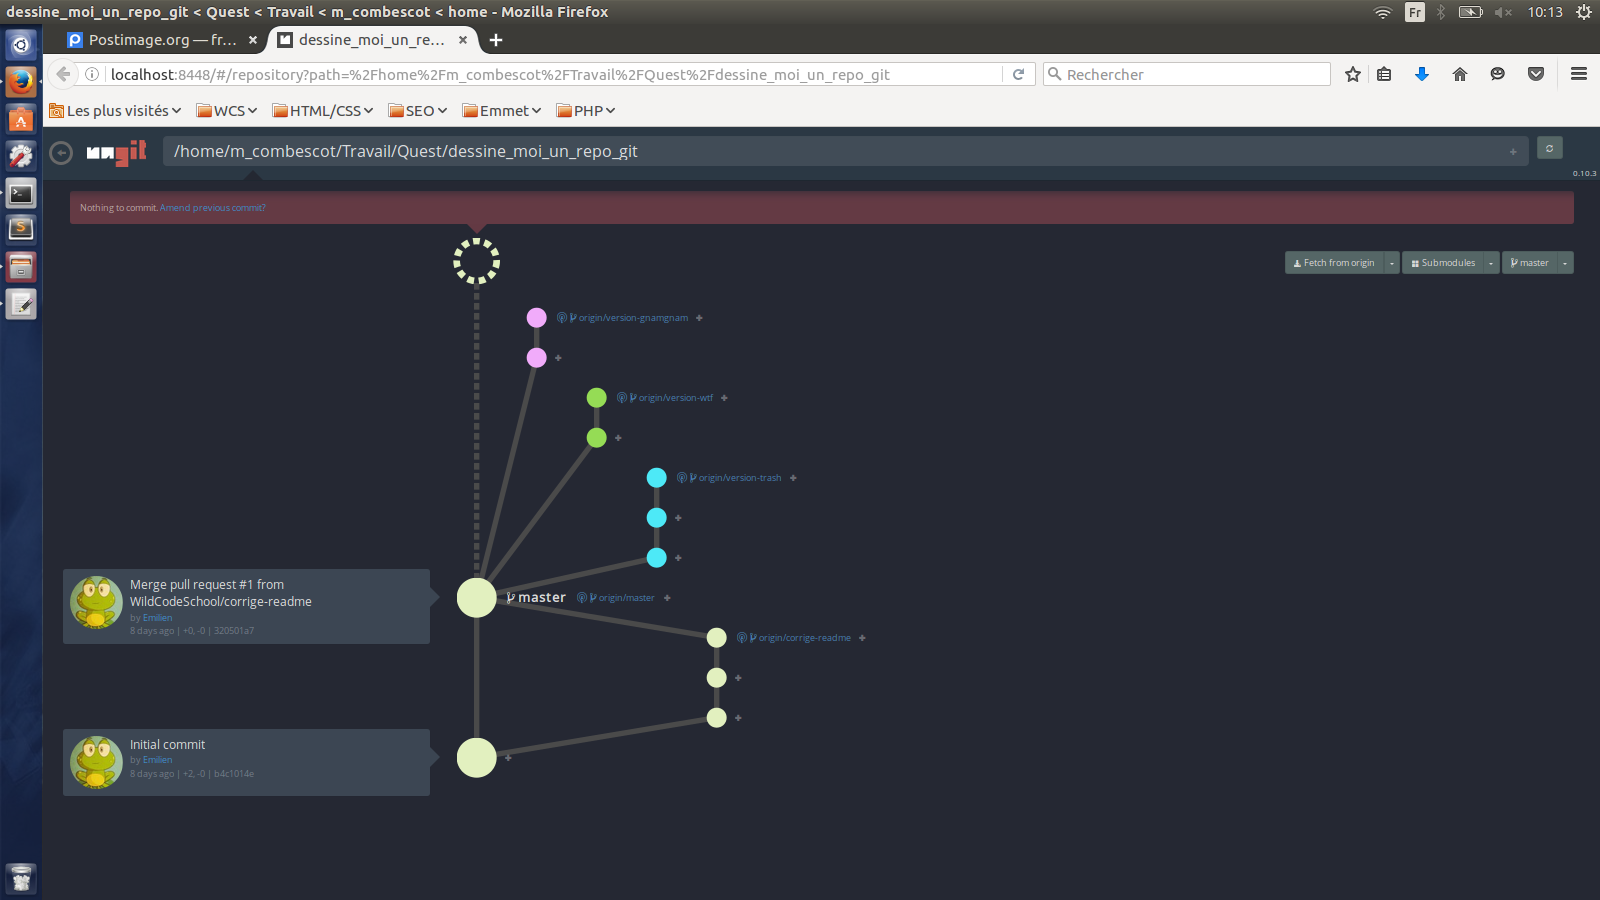 dessine_moi_un_repo_git < Quest < Travail < m_combescot < home - Mozilla Firefox
Fr
10:13
Postimage.org — fr...
dessine_moi_un_re...
localhost:8448/#/repository?path=%2Fhome%2Fm_combescot%2FTravail%2FQuest%2Fdessine_moi_un_repo_git
Rechercher
Les plus visités
WCS
HTML/CSS
SEO
Emmet
PHP
ungit
/home/m_combescot/Travail/Quest/dessine_moi_un_repo_git
0.10.3
Nothing to commit. Amend previous commit?
Fetch from origin
Submodules
master
origin/version-gnamgnam
origin/version-wtf
origin/version-trash
Merge pull request #1 from
WildCodeSchool/corrige-readme
by Emilien
8 days ago | +0, -0 | 320501a7
master
origin/master
origin/corrige-readme
Initial commit
by Emilien
8 days ago | +2, -0 | b4c1014e